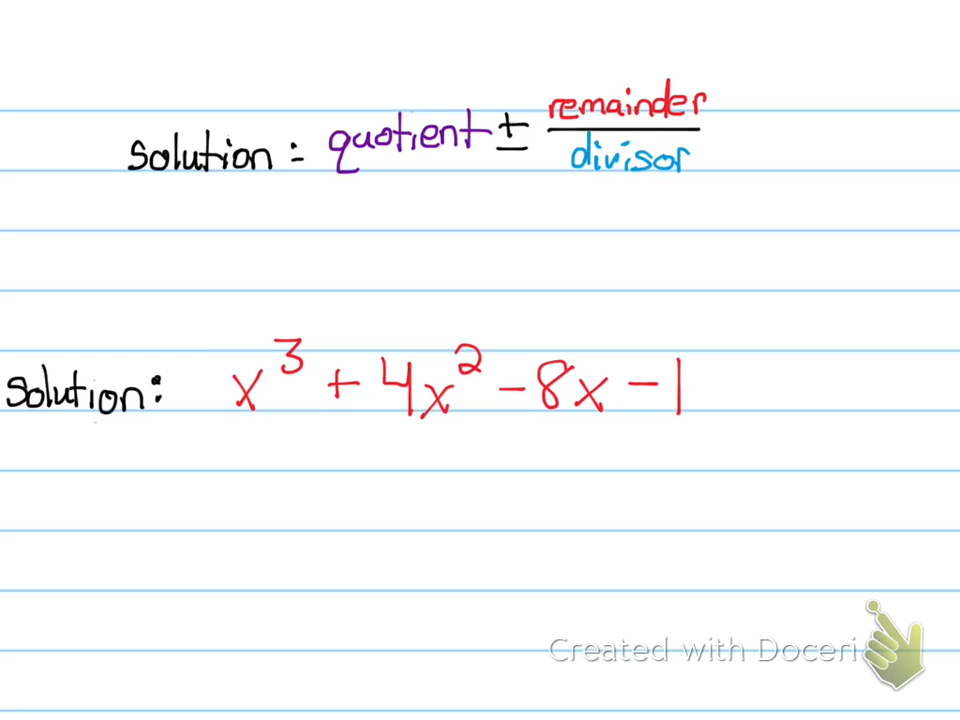 solution = quotient ± remainder/divisor
solution: x³ + 4x² - 8x - 1
Created with Doceri